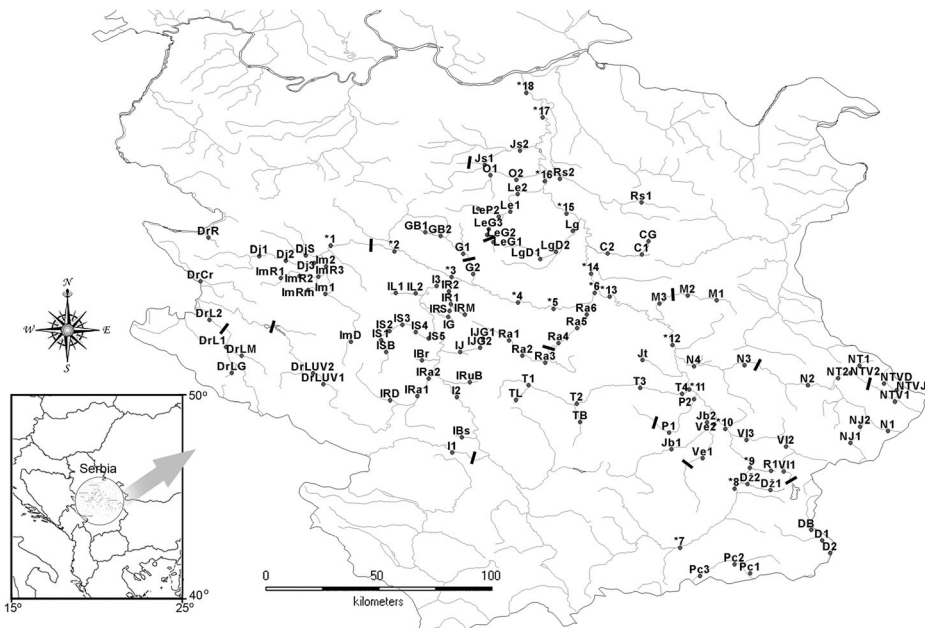 *18
*17
Js2
Js1
O1
O2
*16
Rs2
Le2
Rs1
LeP2
Le1
*15
LeG3
GB1
GB2
LeG2
Lg
DrR
*1
LeG1
CG
Dj1
Dj2
DjS
*2
G1
LgD2
C2
C1
LgD1
Dj3
Im2
ImR1
ImR2
ImR3
G2
*14
DrCr
*3
ImRm
Im1
IL1
IL2
I3
IR2
*6
*13
M3
M2
M1
IR1
*4
*5
IRS
IRM
Ra6
DrL2
IG
N
W
E
S
IS3
IS2
IS4
IS1
Ra5
DrL1
ImD
IS5
IJG1
Ra1
Ra4
*12
DrLM
ISB
IJ
IJG2
Ra2
Ra3
Jt
N4
N3
NT1
IBr
DrLG
DrLUV2
IRa2
NT2
NTV2
DrLUV1
IRuB
N2
NTVD
NTVJ
T1
T3
T4
*11
IRD
IRa1
I2
TL
T2
P2
NTV1
50°
Serbia
TB
P1
Jb2
Ve2
*10
NJ2
N1
IBs
Vl3
NJ1
I1
Jb1
Vl2
Ve1
*9
R1
Vl1
*8
Dž2
Dž1
DB
D1
*7
D2
Pc2
Pc3
Pc1
0
50
100
kilometers
40°
15°
25°